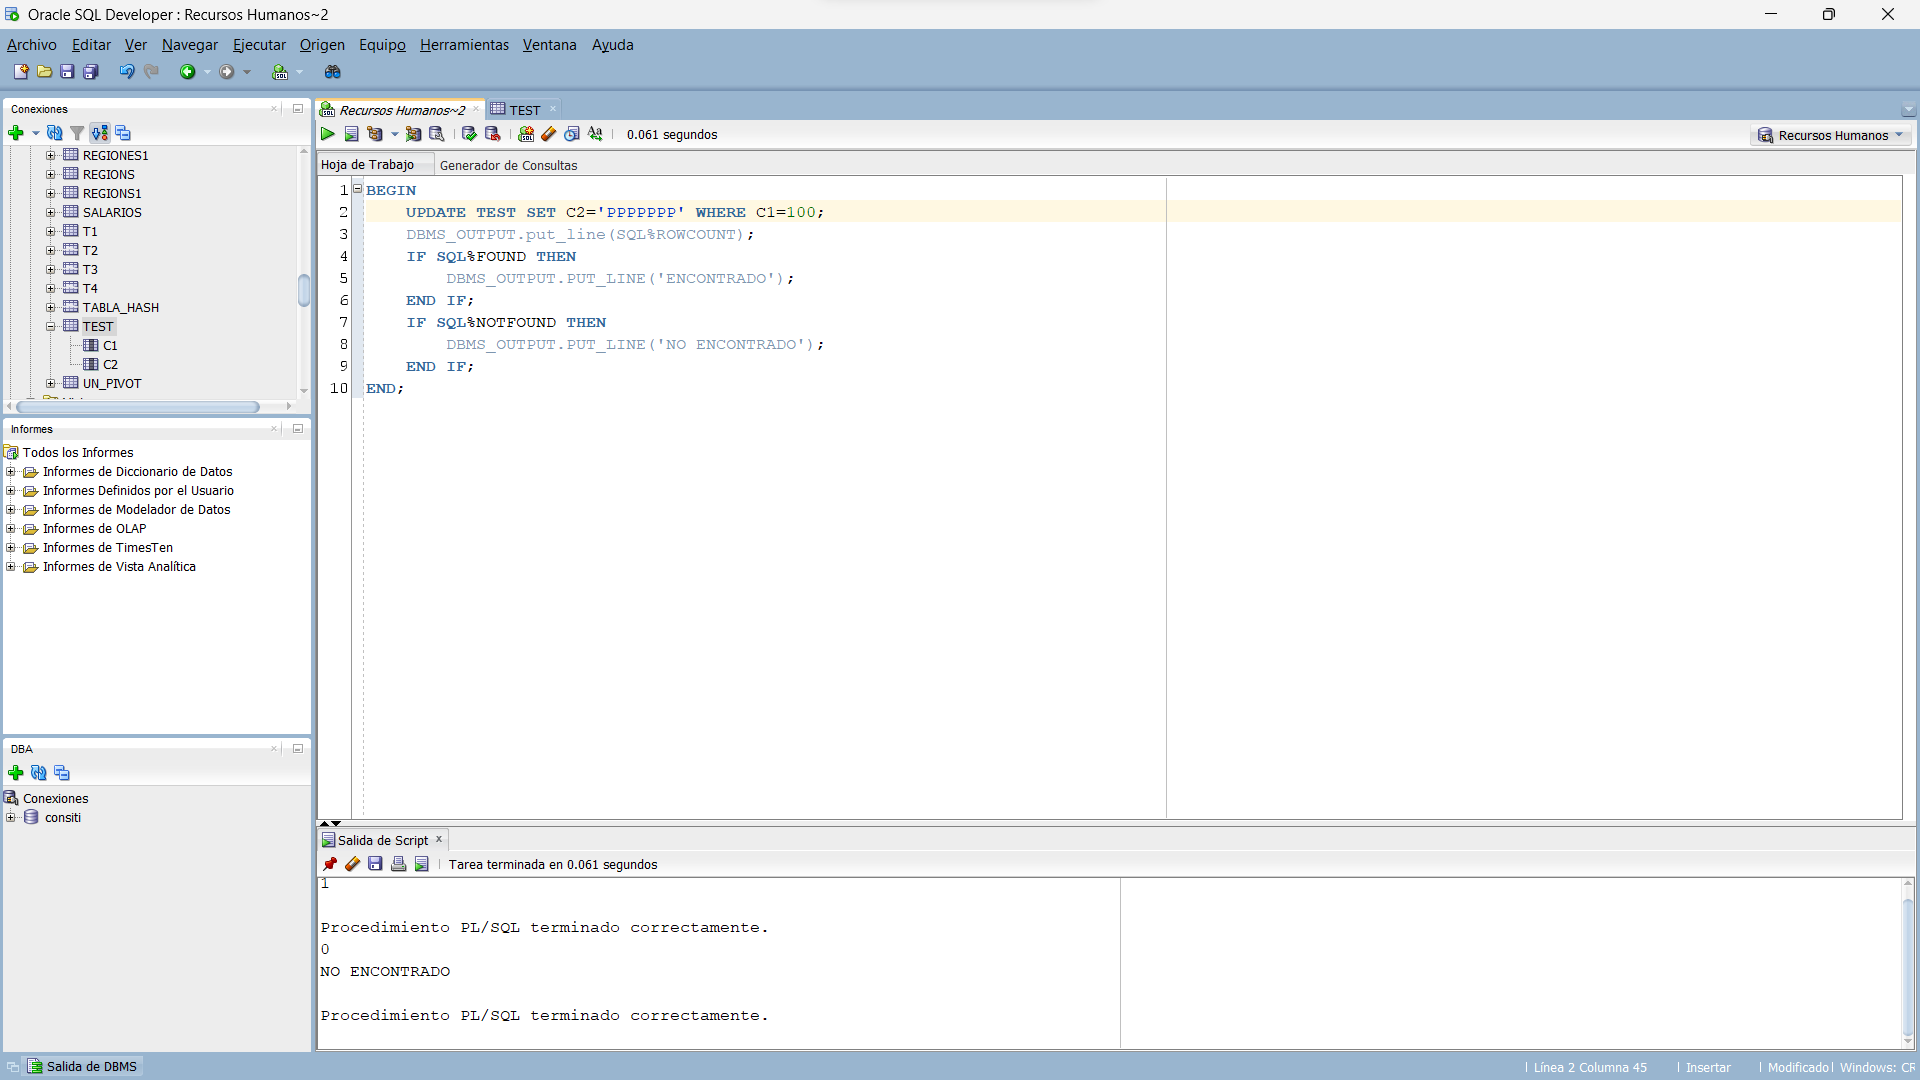 Oracle SQL Developer : Recursos Humanos~2
Archivo Editar Ver Navegar Ejecutar Origen Equipo Herramientas Ventana Ayuda
Conexiones
REGIONES1
REGIONS
REGIONS1
SALARIOS
T1
T2
T3
T4
TABLA_HASH
TEST
C1
C2
UN_PIVOT
Informes
Todos los Informes
Informes de Diccionario de Datos
Informes Definidos por el Usuario
Informes de Modelador de Datos
Informes de OLAP
Informes de TimesTen
Informes de Vista Analítica
DBA
Conexiones
consiti
Recursos Humanos~2 TEST
0.061 segundos
Recursos Humanos
Hoja de Trabajo Generador de Consultas
1 BEGIN
2 UPDATE TEST SET C2='PPPPPPP' WHERE C1=100;
3 DBMS_OUTPUT.put_line(SQL%ROWCOUNT);
4 IF SQL%FOUND THEN
5 DBMS_OUTPUT.PUT_LINE('ENCONTRADO');
6 END IF;
7 IF SQL%NOTFOUND THEN
8 DBMS_OUTPUT.PUT_LINE('NO ENCONTRADO');
9 END IF;
10 END;
Salida de Script
Tarea terminada en 0.061 segundos
1
Procedimiento PL/SQL terminado correctamente.
0
NO ENCONTRADO
Procedimiento PL/SQL terminado correctamente.
Salida de DBMS
Línea 2 Columna 45 Insertar Modificado Windows: CR